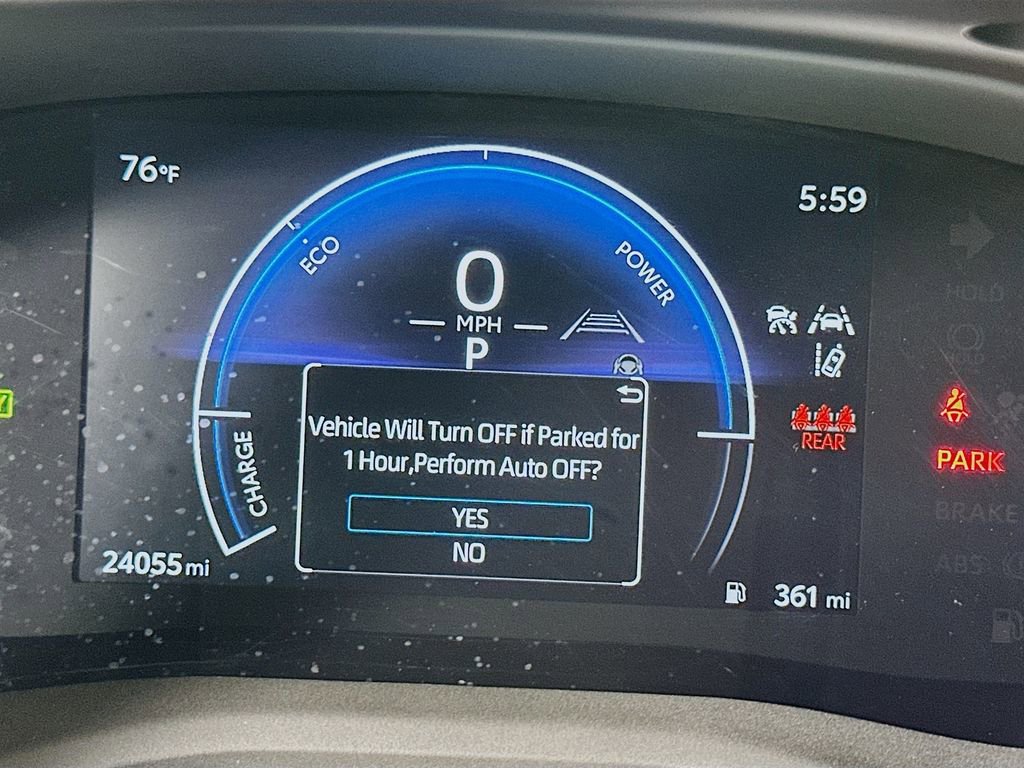 76°F
5:59
ECO
POWER
0
MPH
P
HOLD
Vehicle Will Turn OFF if Parked for
1 Hour,Perform Auto OFF?
YES
NO
CHARGE
REAR
PARK
BRAKE
ABS
24055 mi
361 mi